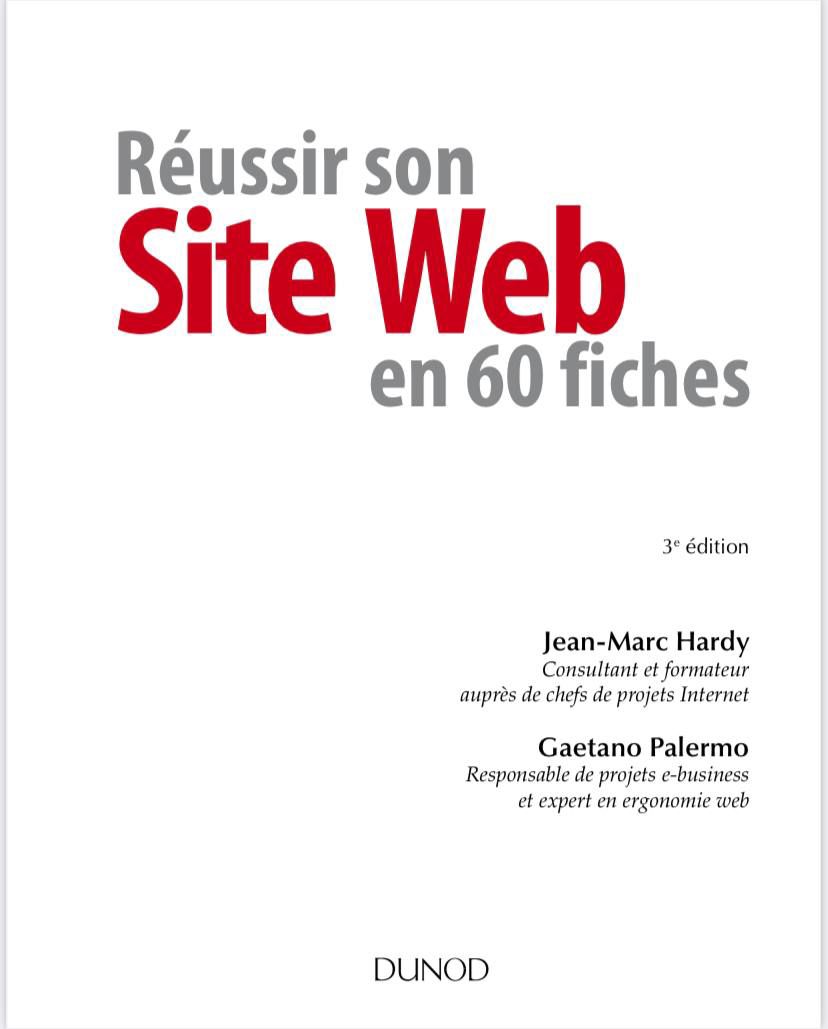 Réussir son
Site Web
en 60 fiches
3e édition
Jean-Marc Hardy
Consultant et formateur
auprès de chefs de projets Internet
Gaetano Palermo
Responsable de projets e-business
et expert en ergonomie web
DUNOD